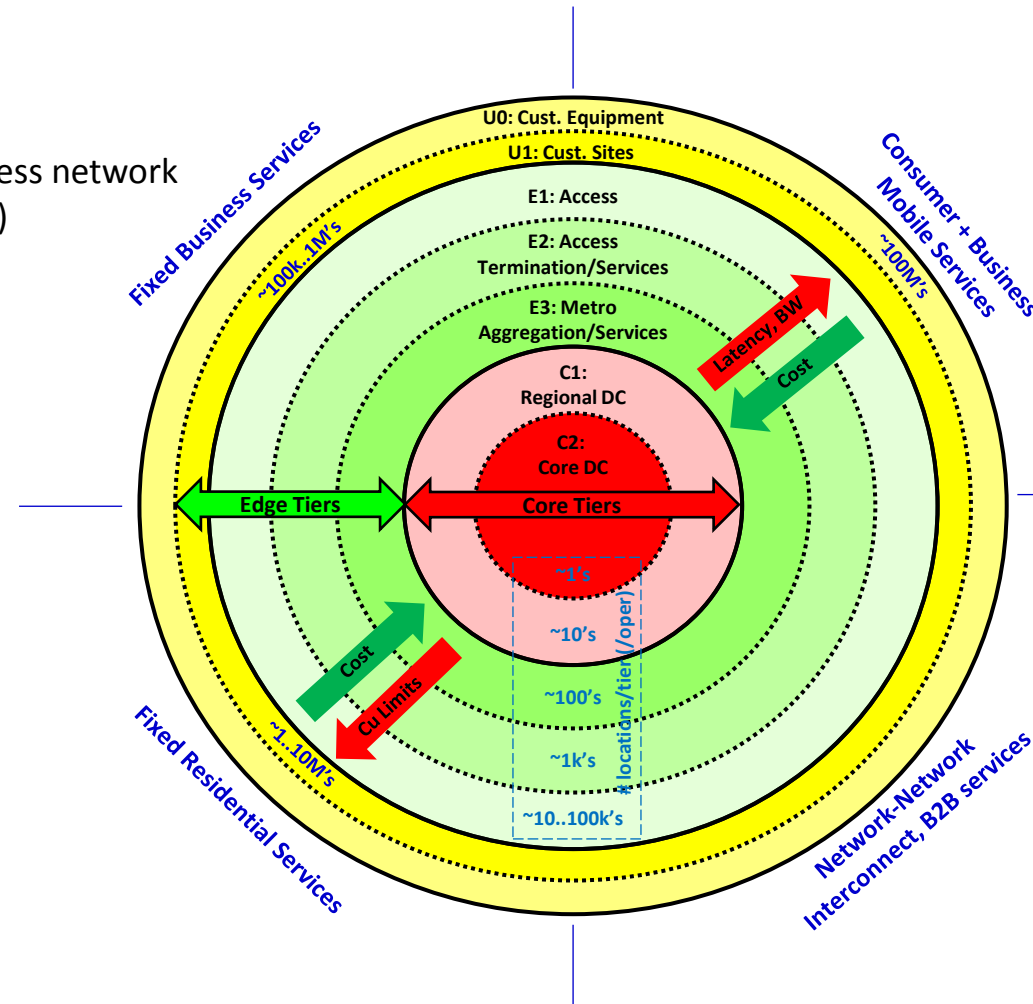 ess network
)
Fixed Business Services
~100k..1M's
U0: Cust. Equipment
U1: Cust. Sites
E1: Access
E2: Access
Termination/Services
E3: Metro
Aggregation/Services
C1:
Regional DC
C2:
Core DC
Consumer + Business
Mobile Services
~100M's
Latency, BW
Cost
Edge Tiers
Core Tiers
~1's
~10's
~100's
~1k's
~10..100k's
# locations/tier (/oper)
Cost
Cu Limits
~1..10M's
Fixed Residential Services
Network-Network
Interconnect, B2B services